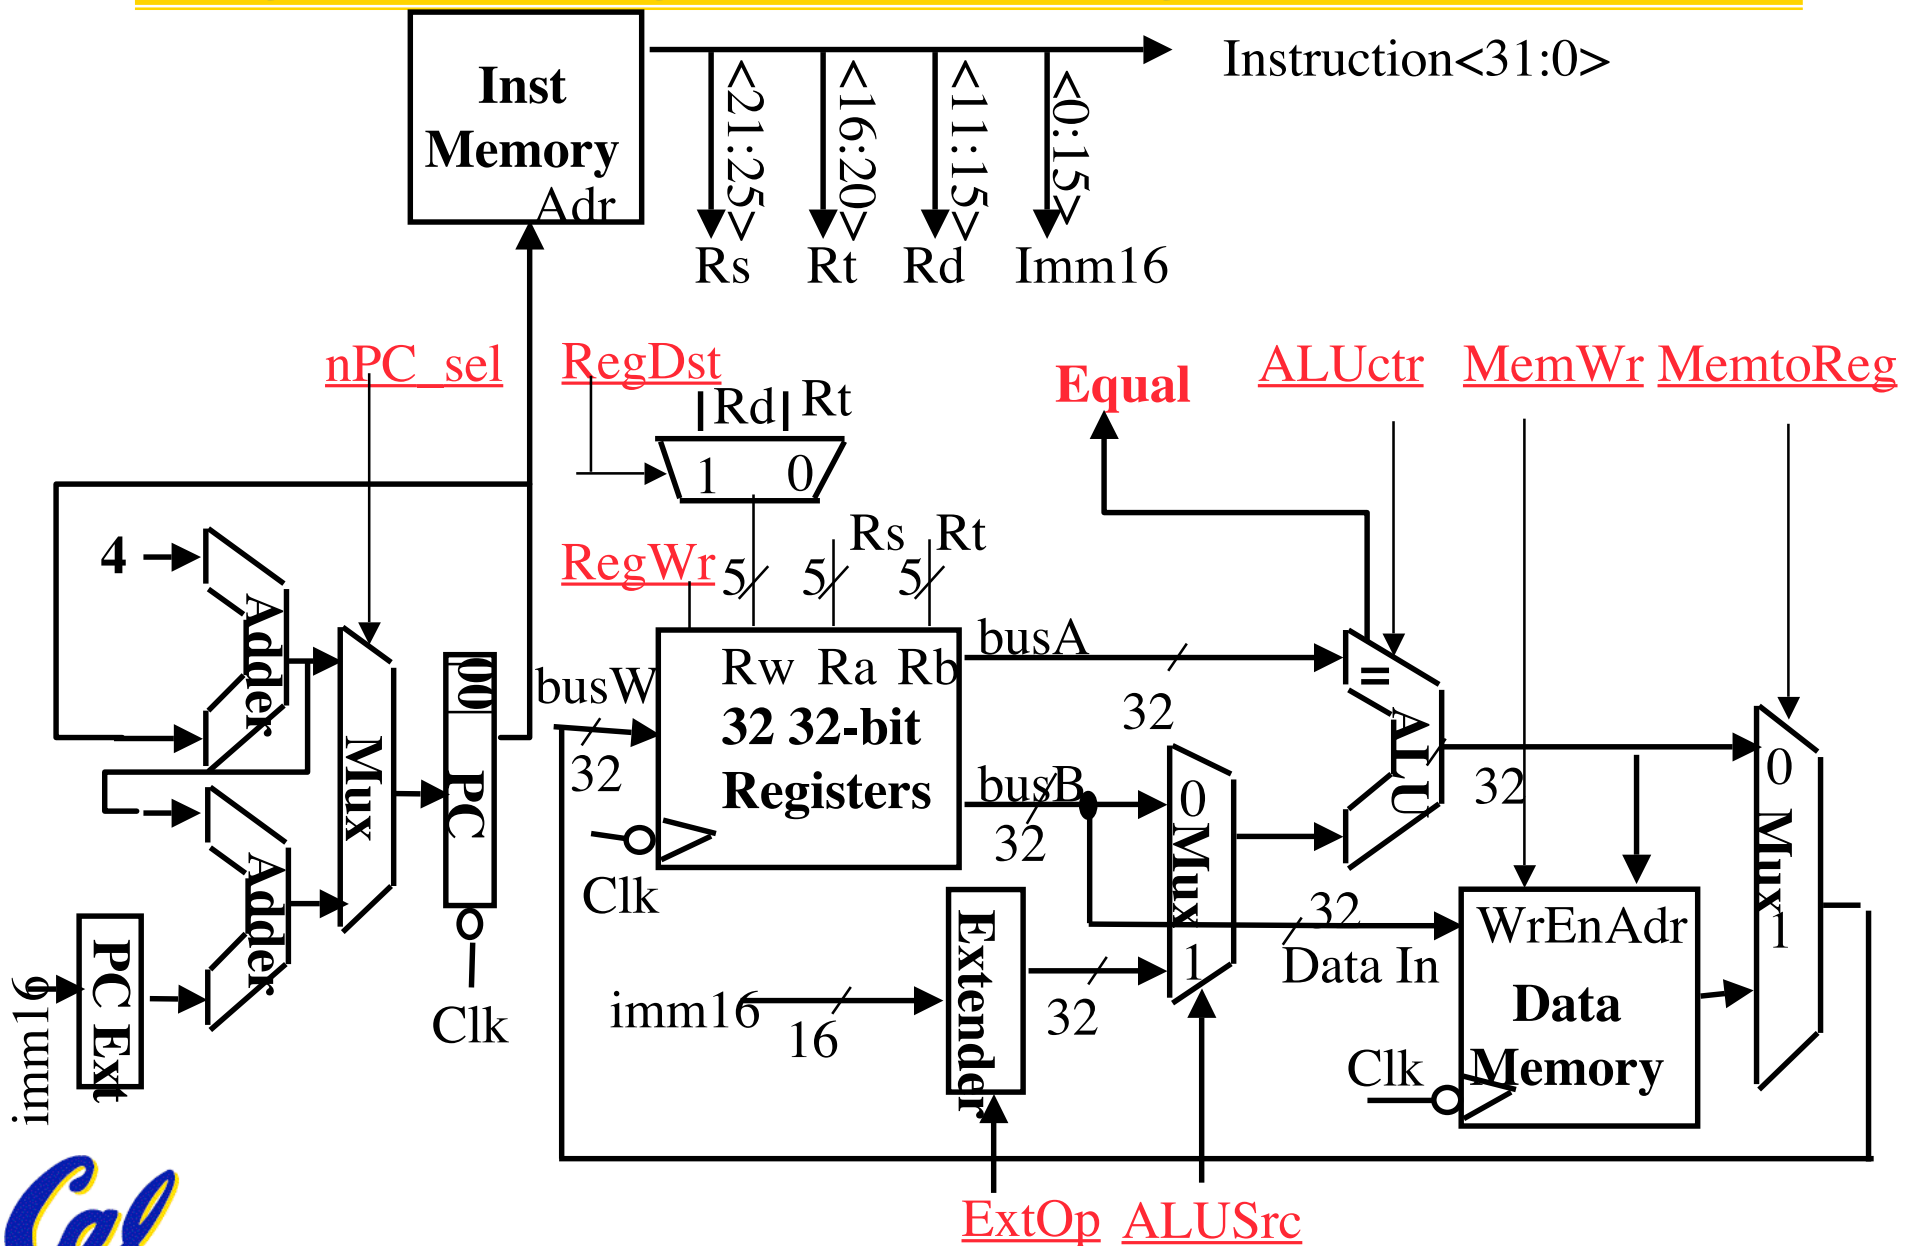 Instruction<31:0>
Inst
Memory
Adr
<21:25>
<16:20>
<11:15>
<0:15>
Rs
Rt
Rd
Imm16
nPC_sel
RegDst
Rd
Rt
Equal
ALUctr
MemWr
MemtoReg
1
0
4
Adder
RegWr
5
5
Rs
5
Rt
busW
32
Rw Ra Rb
32 32-bit
Registers
busA
32
busB
32
=
ALU
32
00
PC
Mux
Clk
Clk
Adder
imm16
PC Ext
imm16
16
Extender
32
0
Mux
1
32
Data In
WrEnAdr
Data
Memory
Clk
0
Mux
1
ExtOp
ALUSrc
Cal